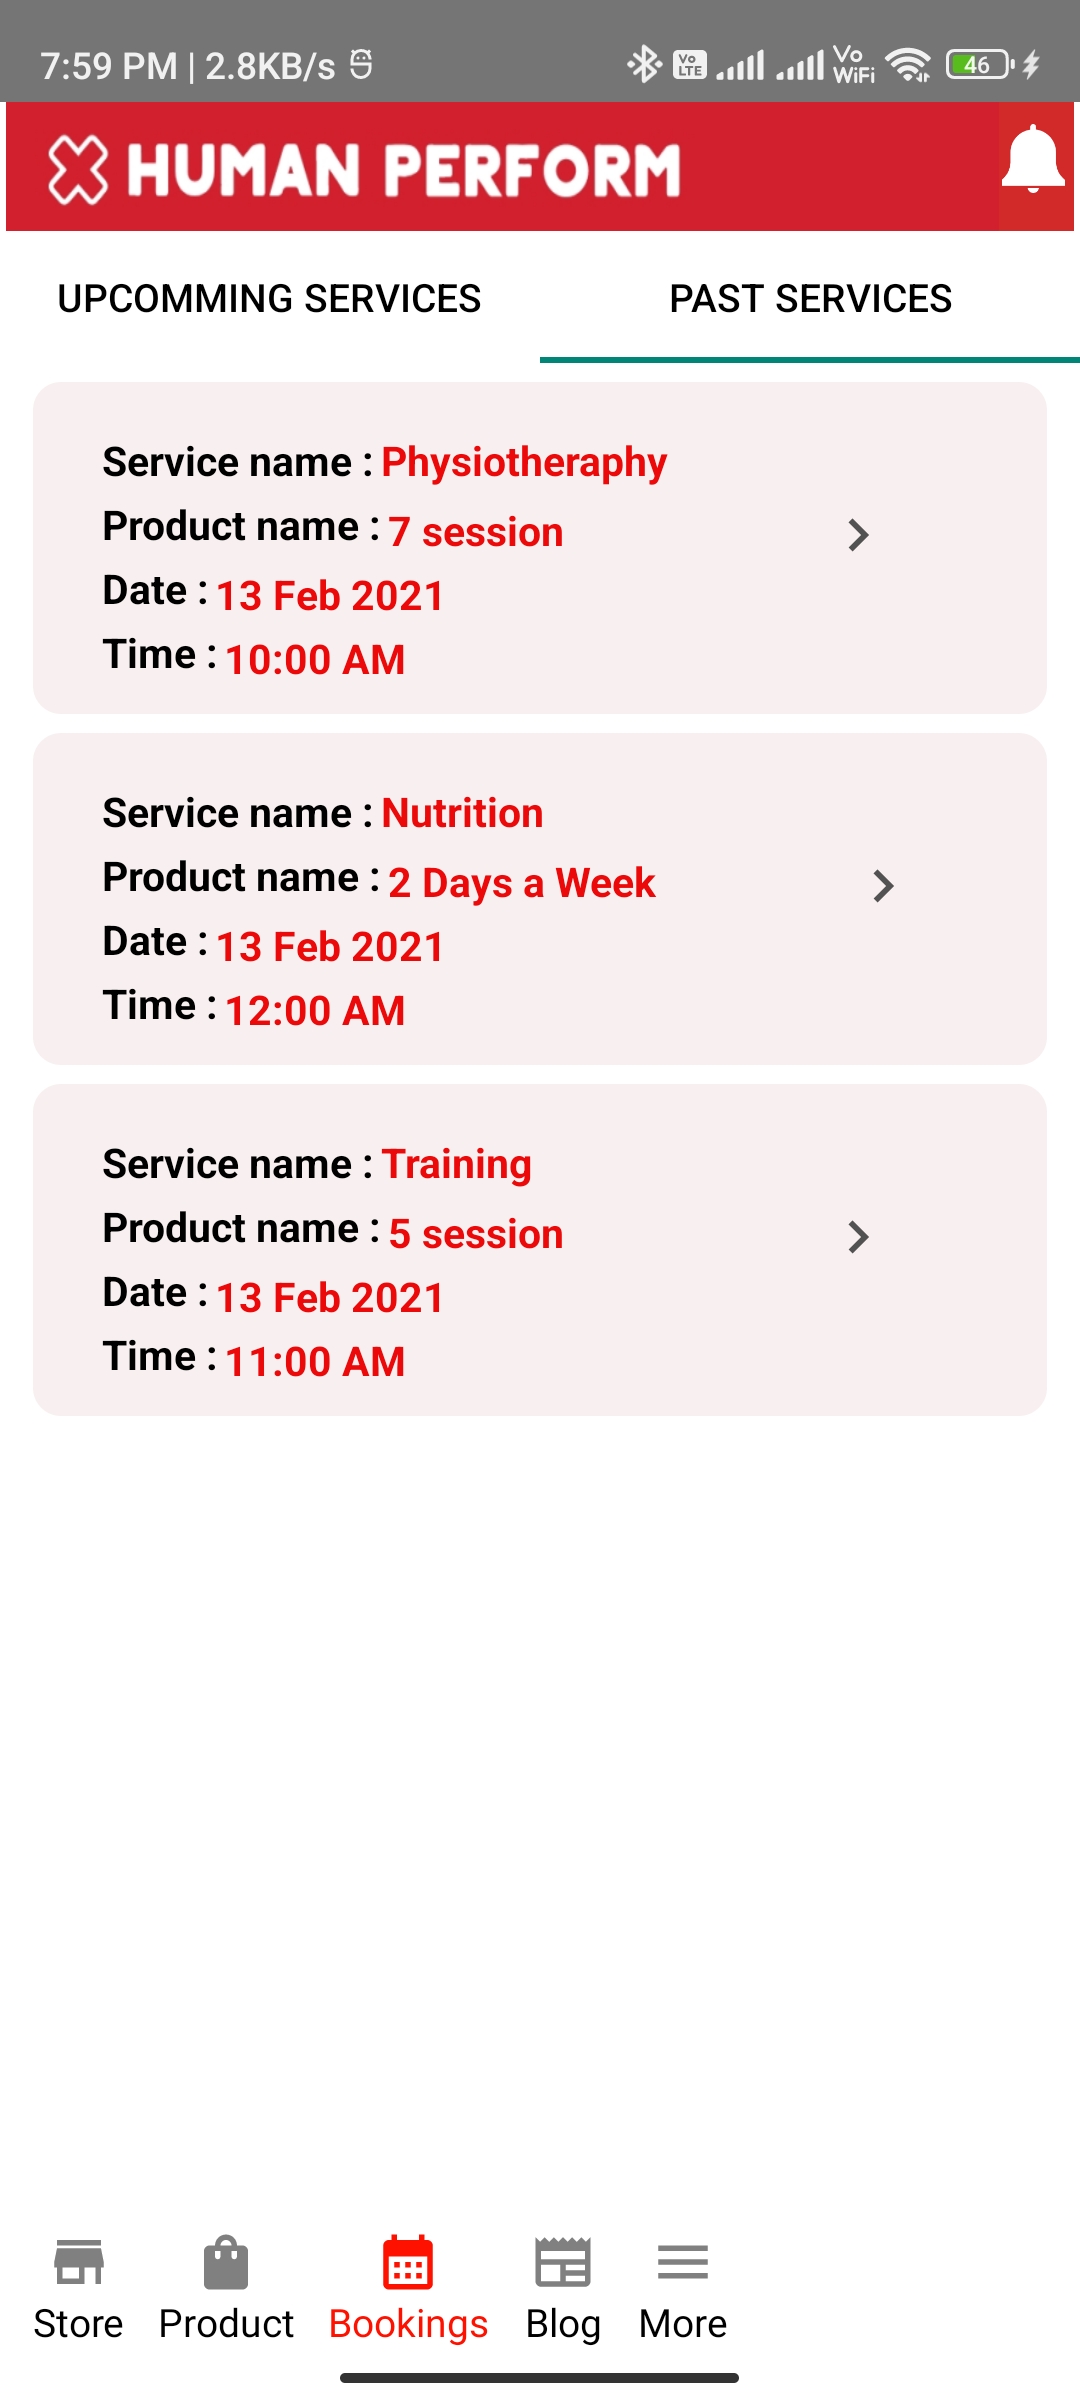 7:59 PM | 2.8KB/s
Vo LTE
Vo WiFi
46
HUMAN PERFORM
UPCOMMING SERVICES
PAST SERVICES
Service name : Physiotheraphy
Product name : 7 session
Date : 13 Feb 2021
Time : 10:00 AM
Service name : Nutrition
Product name : 2 Days a Week
Date : 13 Feb 2021
Time : 12:00 AM
Service name : Training
Product name : 5 session
Date : 13 Feb 2021
Time : 11:00 AM
Store
Product
Bookings
Blog
More